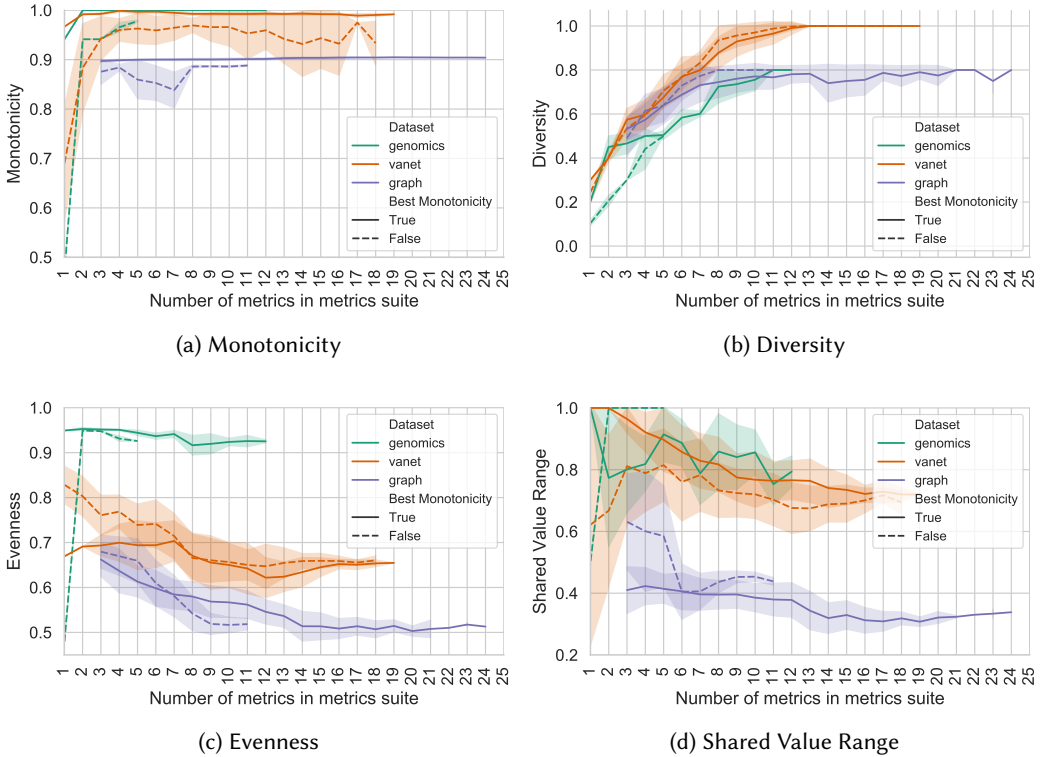 1.0
0.9
0.8
0.7
0.6
0.5
Monotonicity
Dataset
genomics
vanet
graph
Best Monotonicity
True
False
1 2 3 4 5 6 7 8 9 10 11 12 13 14 15 16 17 18 19 20 21 22 23 24 25
Number of metrics in metrics suite
(a) Monotonicity
1.0
0.8
0.6
0.4
0.2
0.0
Diversity
Dataset
genomics
vanet
graph
Best Monotonicity
True
False
1 2 3 4 5 6 7 8 9 10 11 12 13 14 15 16 17 18 19 20 21 22 23 24 25
Number of metrics in metrics suite
(b) Diversity
1.0
0.9
0.8
0.7
0.6
0.5
Evenness
Dataset
genomics
vanet
graph
Best Monotonicity
True
False
1 2 3 4 5 6 7 8 9 10 11 12 13 14 15 16 17 18 19 20 21 22 23 24 25
Number of metrics in metrics suite
(c) Evenness
1.0
0.8
0.6
0.4
0.2
Shared Value Range
Dataset
genomics
vanet
graph
Best Monotonicity
True
False
1 2 3 4 5 6 7 8 9 10 11 12 13 14 15 16 17 18 19 20 21 22 23 24 25
Number of metrics in metrics suite
(d) Shared Value Range